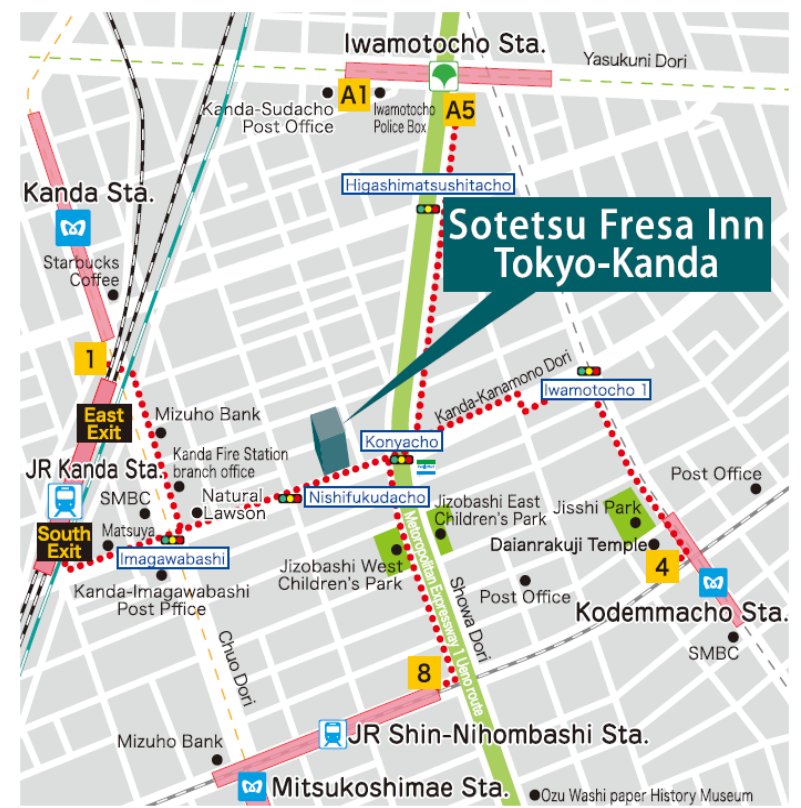 Iwamotocho Sta.
Yasukuni Dori
A1
A5
Kanda-Sudacho
Post Office
Iwamotocho
Police Box
Kanda Sta.
Higashimatsushitacho
Sotetsu Fresa Inn
Tokyo-Kanda
Starbucks
Coffee
1
Kanda-Kanamono Dori
Iwamotocho 1
East
Exit
Mizuho Bank
Konyacho
JR Kanda Sta.
Kanda Fire Station
branch office
Post Office
SMBC
Natural
Lawson
Nishifukudacho
Jizobashi East
Children's Park
Jisshi Park
South
Exit
Matsuya
Imagawabashi
Daianrakuji Temple
Jizobashi West
Children's Park
4
Kanda-Imagawabashi
Post Pffice
Post Office
Kodemmacho Sta.
Metoropolitan Expressway 1 Ueno route
Showa Dori
SMBC
Chuo Dori
8
JR Shin-Nihombashi Sta.
Mizuho Bank
Mitsukoshimae Sta.
Ozu Washi paper History Museum